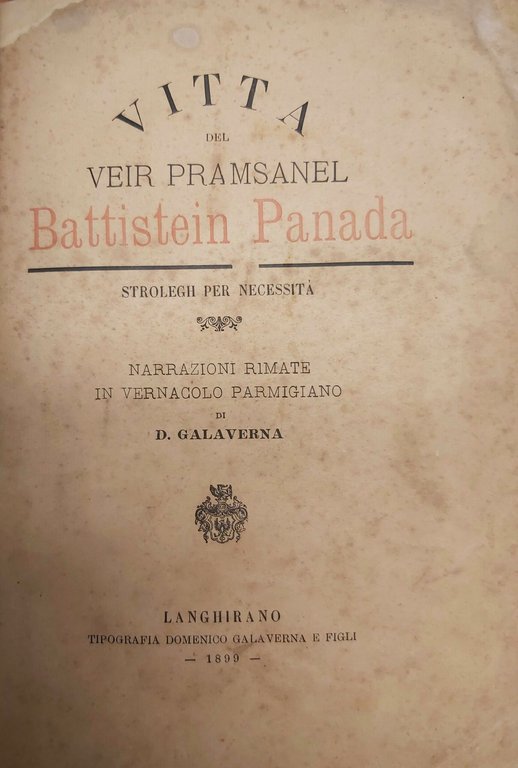 VITTA
DEL
VEIR PRAMSANEL
Battistein Panada
STROLEGH PER NECESSITÀ
NARRAZIONI RIMATE
IN VERNACOLO PARMIGIANO
DI
D. GALAVERNA
LANGHIRANO
TIPOGRAFIA DOMENICO GALAVERNA E FIGLI
— 1899 —